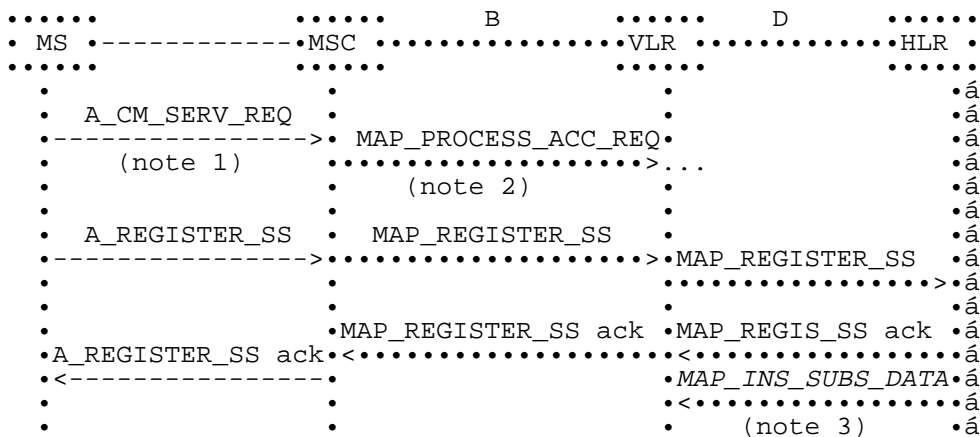 •••••• •••••• B •••••• D ••••••
• MS •------------•MSC •••••••••••••••VLR •••••••••••••HLR •
•••••• •••••• •••••• ••••••
• • • •á
• A_CM_SERV_REQ • • •á
•---------------->• MAP_PROCESS_ACC_REQ• •á
• (note 1) •••••••••••••••••••>... •á
• • (note 2) • •á
• • • •á
• A_REGISTER_SS • MAP_REGISTER_SS • •á
•---------------->•••••••••••••••••••>•MAP_REGISTER_SS •á
• • •••••••••••••••••>•á
• • • •á
• •MAP_REGISTER_SS ack •MAP_REGIS_SS ack •á
•A_REGISTER_SS ack•<••••••••••••••••••••<•••••••••••••••••á
•<----------------• •MAP_INS_SUBS_DATA•á
• • •<••••••••••••••••á
• • • (note 3) •á